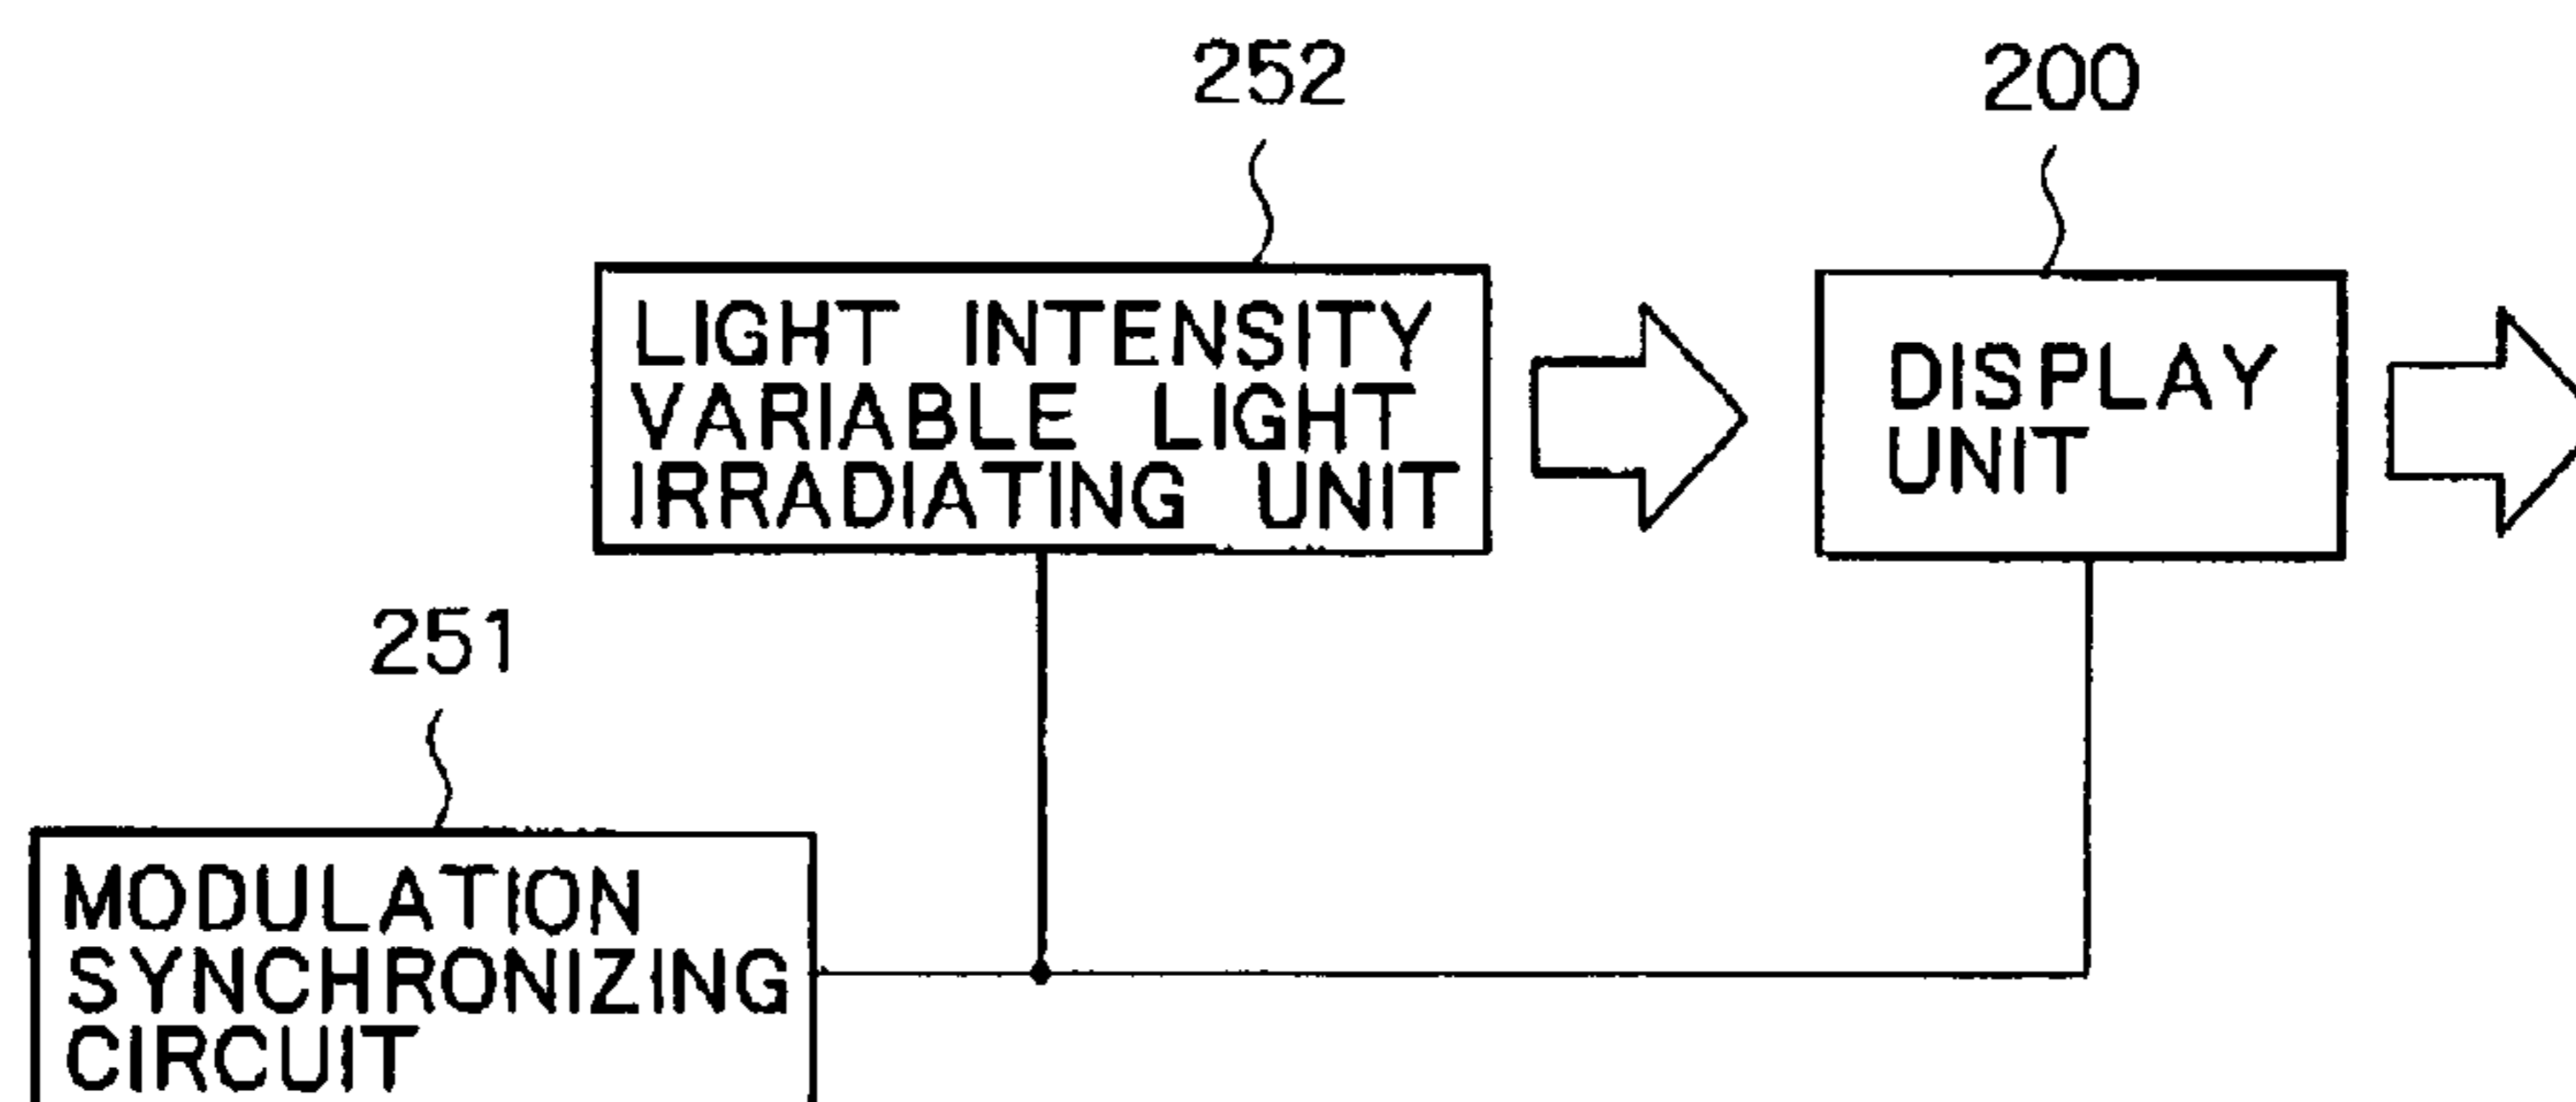 252
200
LIGHT INTENSITY
VARIABLE LIGHT
IRRADIATING UNIT
DISPLAY
UNIT
251
MODULATION
SYNCHRONIZING
CIRCUIT